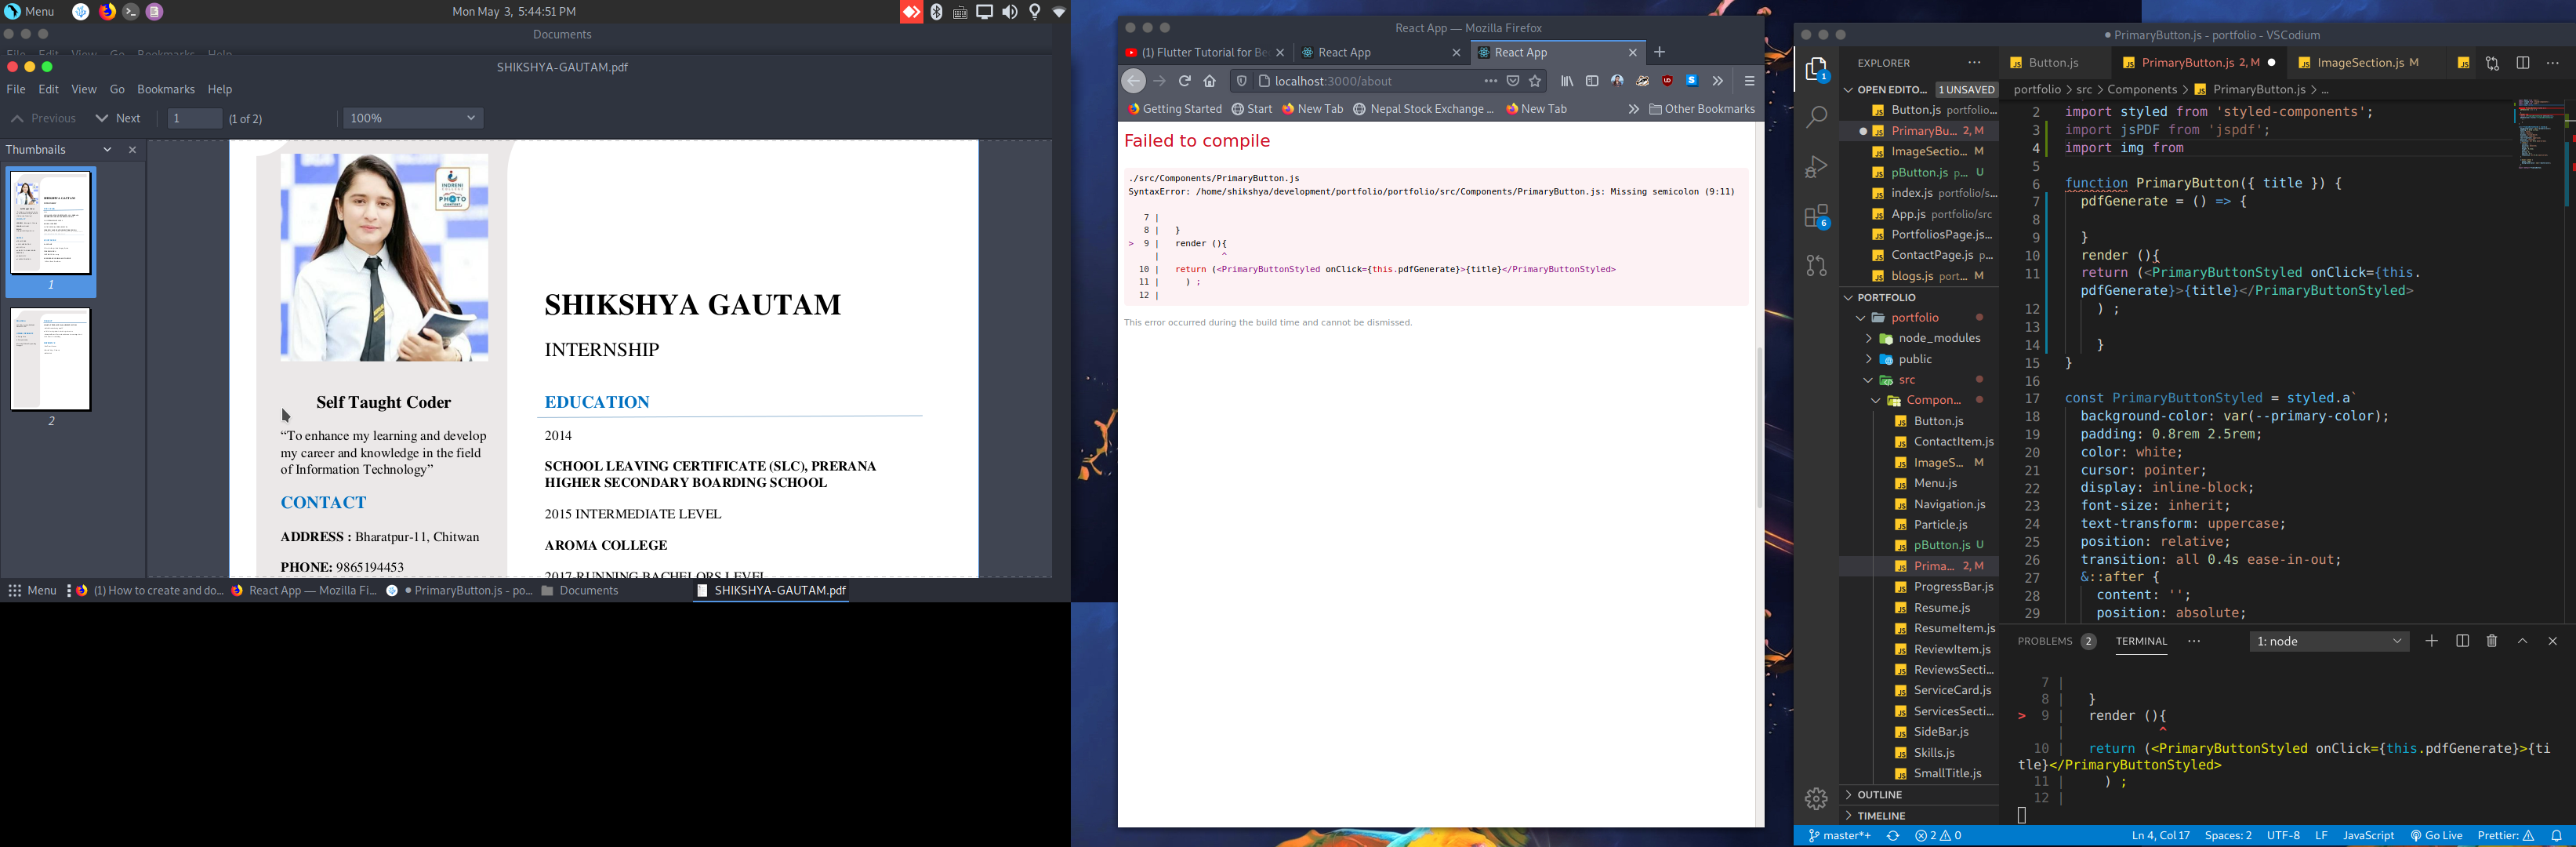 Menu
Mon May 3, 5:44:51 PM
Documents
File Edit View Go Bookmarks Help
SHIKSHYA-GAUTAM.pdf
File Edit View Go Bookmarks Help
Previous Next 1 (1 of 2) 100%
Thumbnails
1
2
INDRENI
PHOTO
SHIKSHYA GAUTAM
INTERNSHIP
Self Taught Coder
“To enhance my learning and develop
my career and knowledge in the field
of Information Technology”
CONTACT
ADDRESS : Bharatpur-11, Chitwan
PHONE: 9865194453
EDUCATION
2014
SCHOOL LEAVING CERTIFICATE (SLC), PRERANA
HIGHER SECONDARY BOARDING SCHOOL
2015 INTERMEDIATE LEVEL
AROMA COLLEGE
2017-RUNNING BACHELORS LEVEL
Menu (1) How to create and do... React App — Mozilla Fi... ● PrimaryButton.js - po... Documents SHIKSHYA-GAUTAM.pdf
React App — Mozilla Firefox
(1) Flutter Tutorial for Be React App React App
localhost:3000/about
Getting Started Start New Tab Nepal Stock Exchange ... New Tab Other Bookmarks
Failed to compile
./src/Components/PrimaryButton.js
SyntaxError: /home/shikshya/development/portfolio/portfolio/src/Components/PrimaryButton.js: Missing semicolon (9:11)
7 |
8 | }
> 9 | render (){
| ^
10 | return (<PrimaryButtonStyled onClick={this.pdfGenerate}>{title}</PrimaryButtonStyled>
11 | ) ;
12 |
This error occurred during the build time and cannot be dismissed.
● PrimaryButton.js - portfolio - VSCodium
EXPLORER ...
Button.js PrimaryButton.js 2, M ● ImageSection.js M
portfolio > src > Components > PrimaryButton.js > ...
1
6
OPEN EDITO... 1 UNSAVED
Button.js portfolio...
PrimaryBu... 2, M
ImageSectio... M
pButton.js p... U
index.js portfolio/s...
App.js portfolio/src
PortfoliosPage.js...
ContactPage.js p...
blogs.js port... M
PORTFOLIO
portfolio
node_modules
public
src
Compon...
Button.js
ContactItem.js
ImageS... M
Menu.js
Navigation.js
Particle.js
pButton.js U
Prima... 2, M
ProgressBar.js
Resume.js
ResumeItem.js
ReviewItem.js
ReviewsSecti...
ServiceCard.js
ServicesSecti...
SideBar.js
Skills.js
SmallTitle.js
OUTLINE
TIMELINE
2 import styled from 'styled-components';
3 import jsPDF from 'jspdf';
4 import img from
5
6 function PrimaryButton({ title }) {
7 pdfGenerate = () => {
8
9 }
10 render (){
11 return (<PrimaryButtonStyled onClick={this.
pdfGenerate}>{title}</PrimaryButtonStyled>
12 ) ;
13
14 }
15 }
16
17 const PrimaryButtonStyled = styled.a`
18 background-color: var(--primary-color);
19 padding: 0.8rem 2.5rem;
20 color: white;
21 cursor: pointer;
22 display: inline-block;
23 font-size: inherit;
24 text-transform: uppercase;
25 position: relative;
26 transition: all 0.4s ease-in-out;
27 &::after {
28 content: '';
29 position: absolute;
PROBLEMS 2 TERMINAL ... 1: node
7 |
8 | }
> 9 | render (){
| ^
10 | return (<PrimaryButtonStyled onClick={this.pdfGenerate}>{ti
tle}</PrimaryButtonStyled>
11 | ) ;
12 |
master*+ 2 0 Ln 4, Col 17 Spaces: 2 UTF-8 LF JavaScript Go Live Prettier: